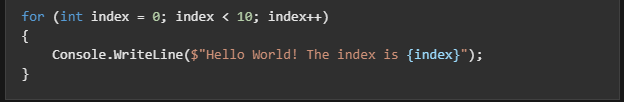 for (int index = 0; index < 10; index++)
{
    Console.WriteLine($"Hello World! The index is {index}");
}